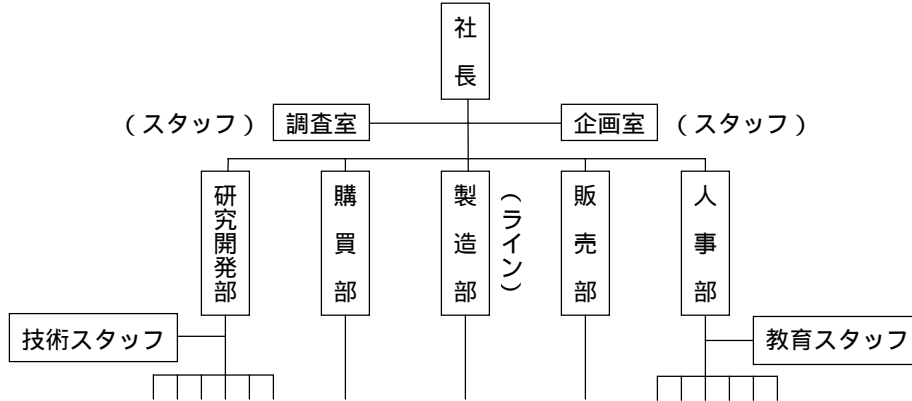 社長
（スタッフ）
調査室
企画室
（スタッフ）
研究開発部
購買部
製造部
（ライン）
販売部
人事部
技術スタッフ
教育スタッフ